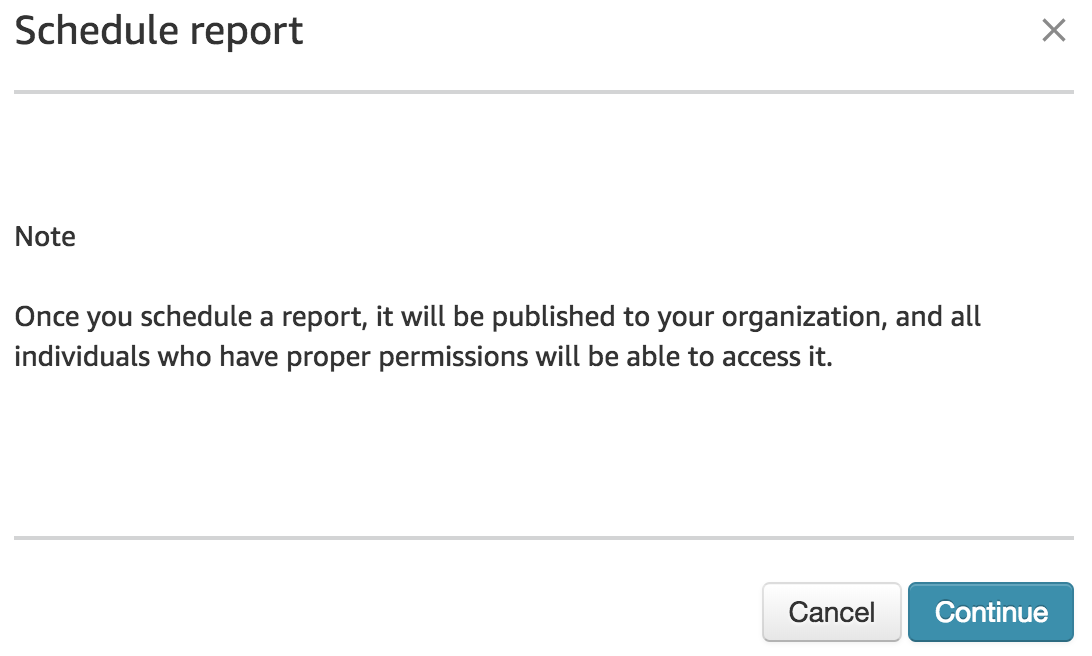 Schedule report
Note
Once you schedule a report, it will be published to your organization, and all
individuals who have proper permissions will be able to access it.
Cancel
Continue